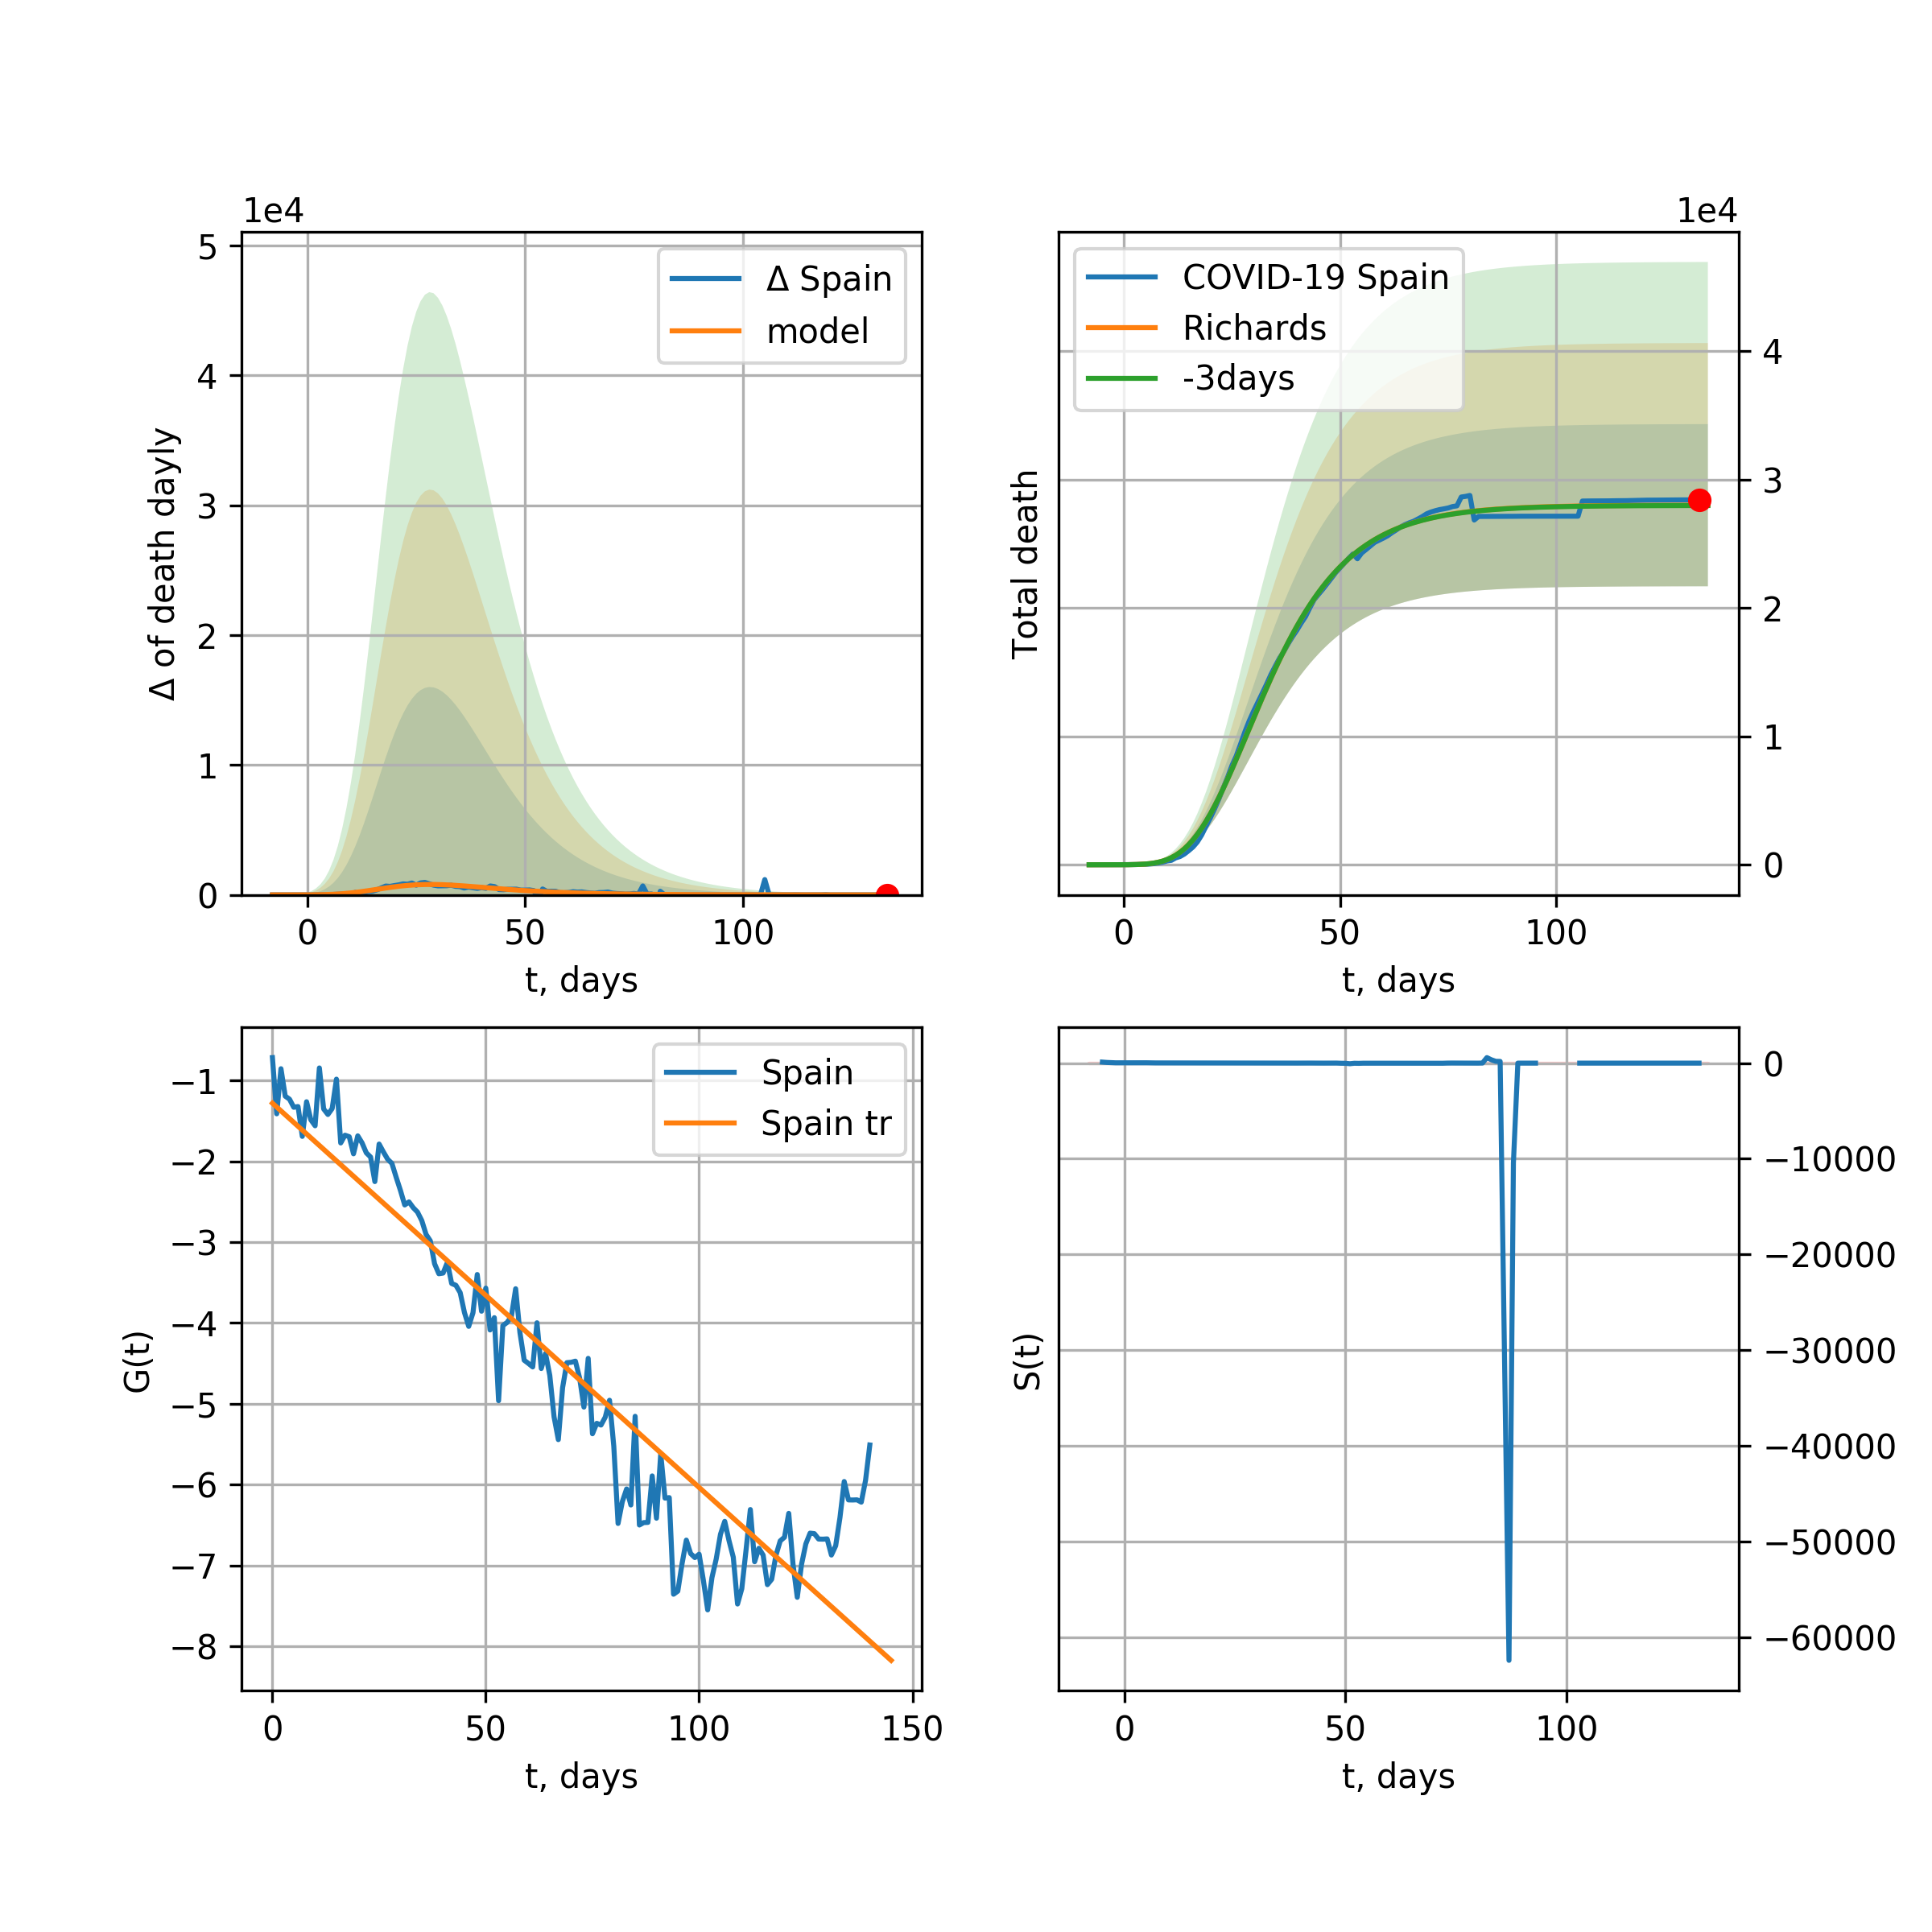 1e4
5
4
3
2
1
0
Δ of death dayly
Δ Spain
model
0 50 100
t, days
1e4
COVID-19 Spain
Richards
-3days
4
3
2
1
0
Total death
0 50 100
t, days
−1
−2
−3
−4
−5
−6
−7
−8
G(t)
Spain
Spain tr
0 50 100 150
t, days
0
−10000
−20000
−30000
−40000
−50000
−60000
S(t)
0 50 100
t, days